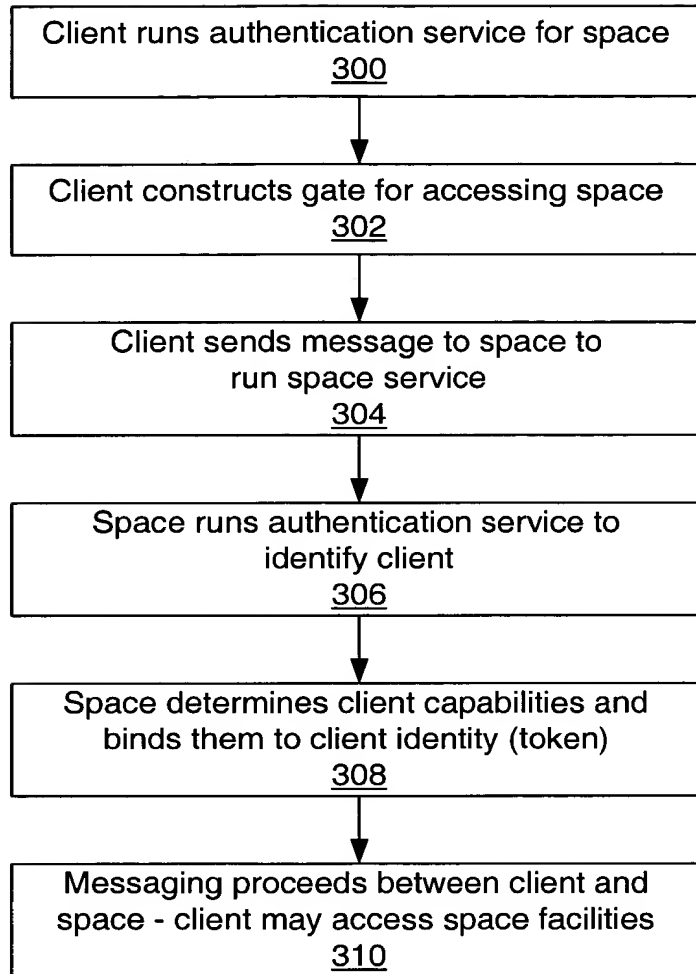 Client runs authentication service for space
300
Client constructs gate for accessing space
302
Client sends message to space to
run space service
304
Space runs authentication service to
identify client
306
Space determines client capabilities and
binds them to client identity (token)
308
Messaging proceeds between client and
space - client may access space facilities
310